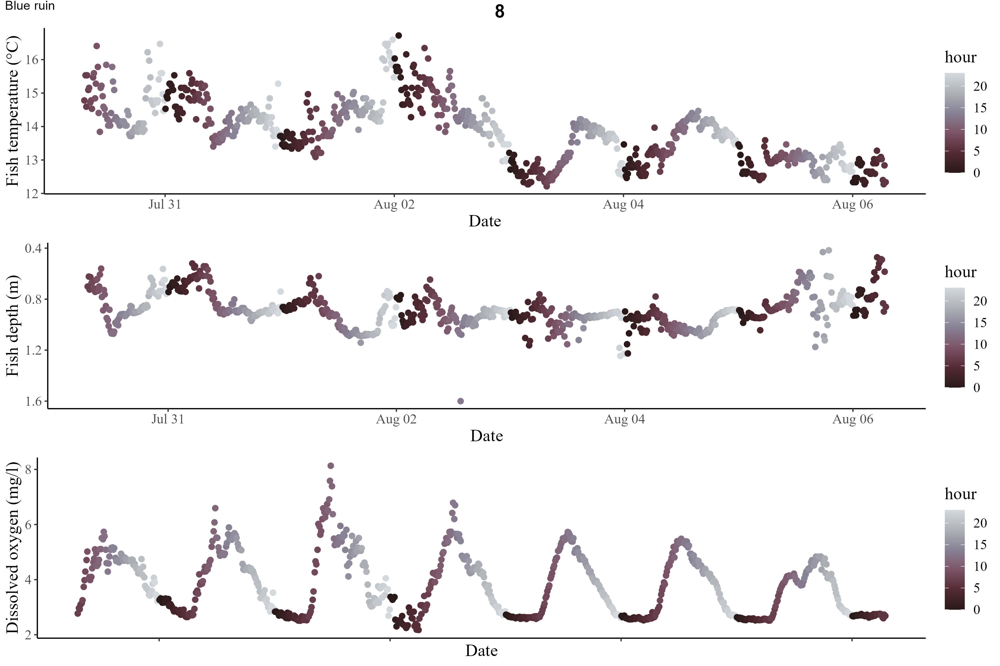 Blue ruin
8
Fish temperature (°C)
16
15
14
13
12
Jul 31
Aug 02
Aug 04
Aug 06
Date
hour
20
15
10
5
0
Fish depth (m)
0.4
0.8
1.2
1.6
Jul 31
Aug 02
Aug 04
Aug 06
Date
hour
20
15
10
5
0
Dissolved oxygen (mg/l)
8
6
4
2
Date
hour
20
15
10
5
0